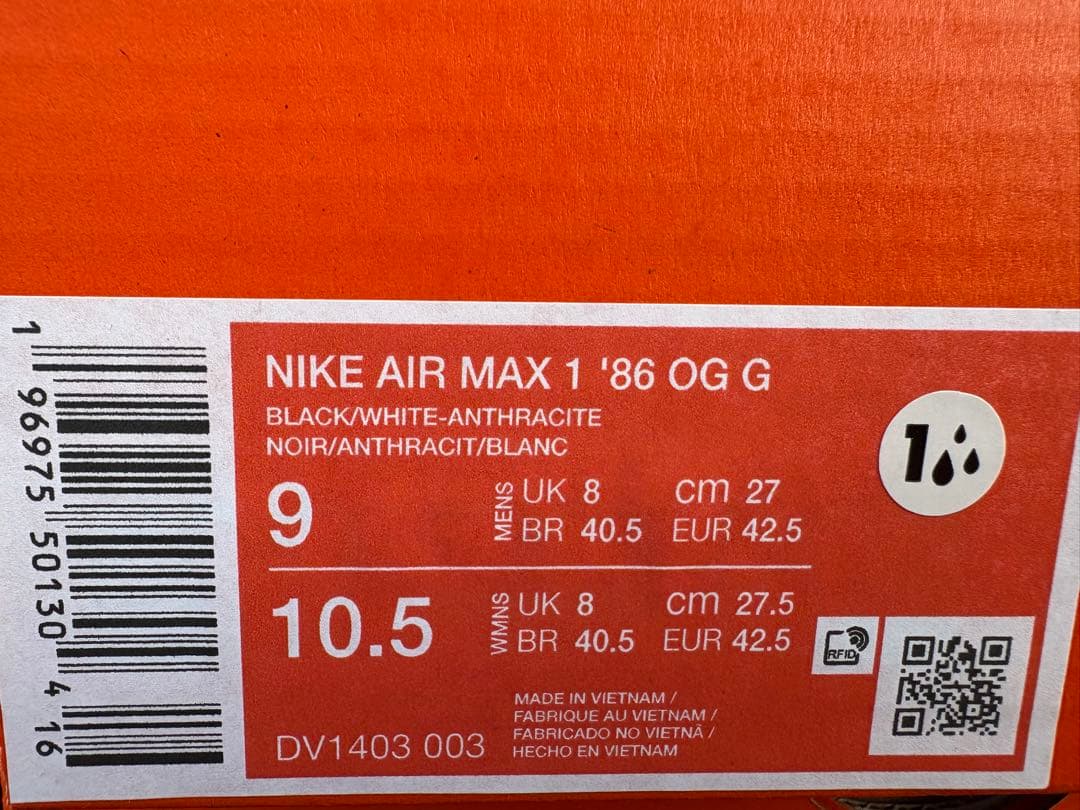 1 96975 50130 4 16
NIKE AIR MAX 1 '86 OG G
BLACK/WHITE-ANTHRACITE
NOIR/ANTHRACIT/BLANC
9
MENS
UK 8 cm 27
BR 40.5 EUR 42.5
10.5
WMNS
UK 8 cm 27.5
BR 40.5 EUR 42.5
DV1403 003
MADE IN VIETNAM /
FABRIQUE AU VIETNAM /
FABRICADO NO VIETNÃ /
HECHO EN VIETNAM
1
RFID